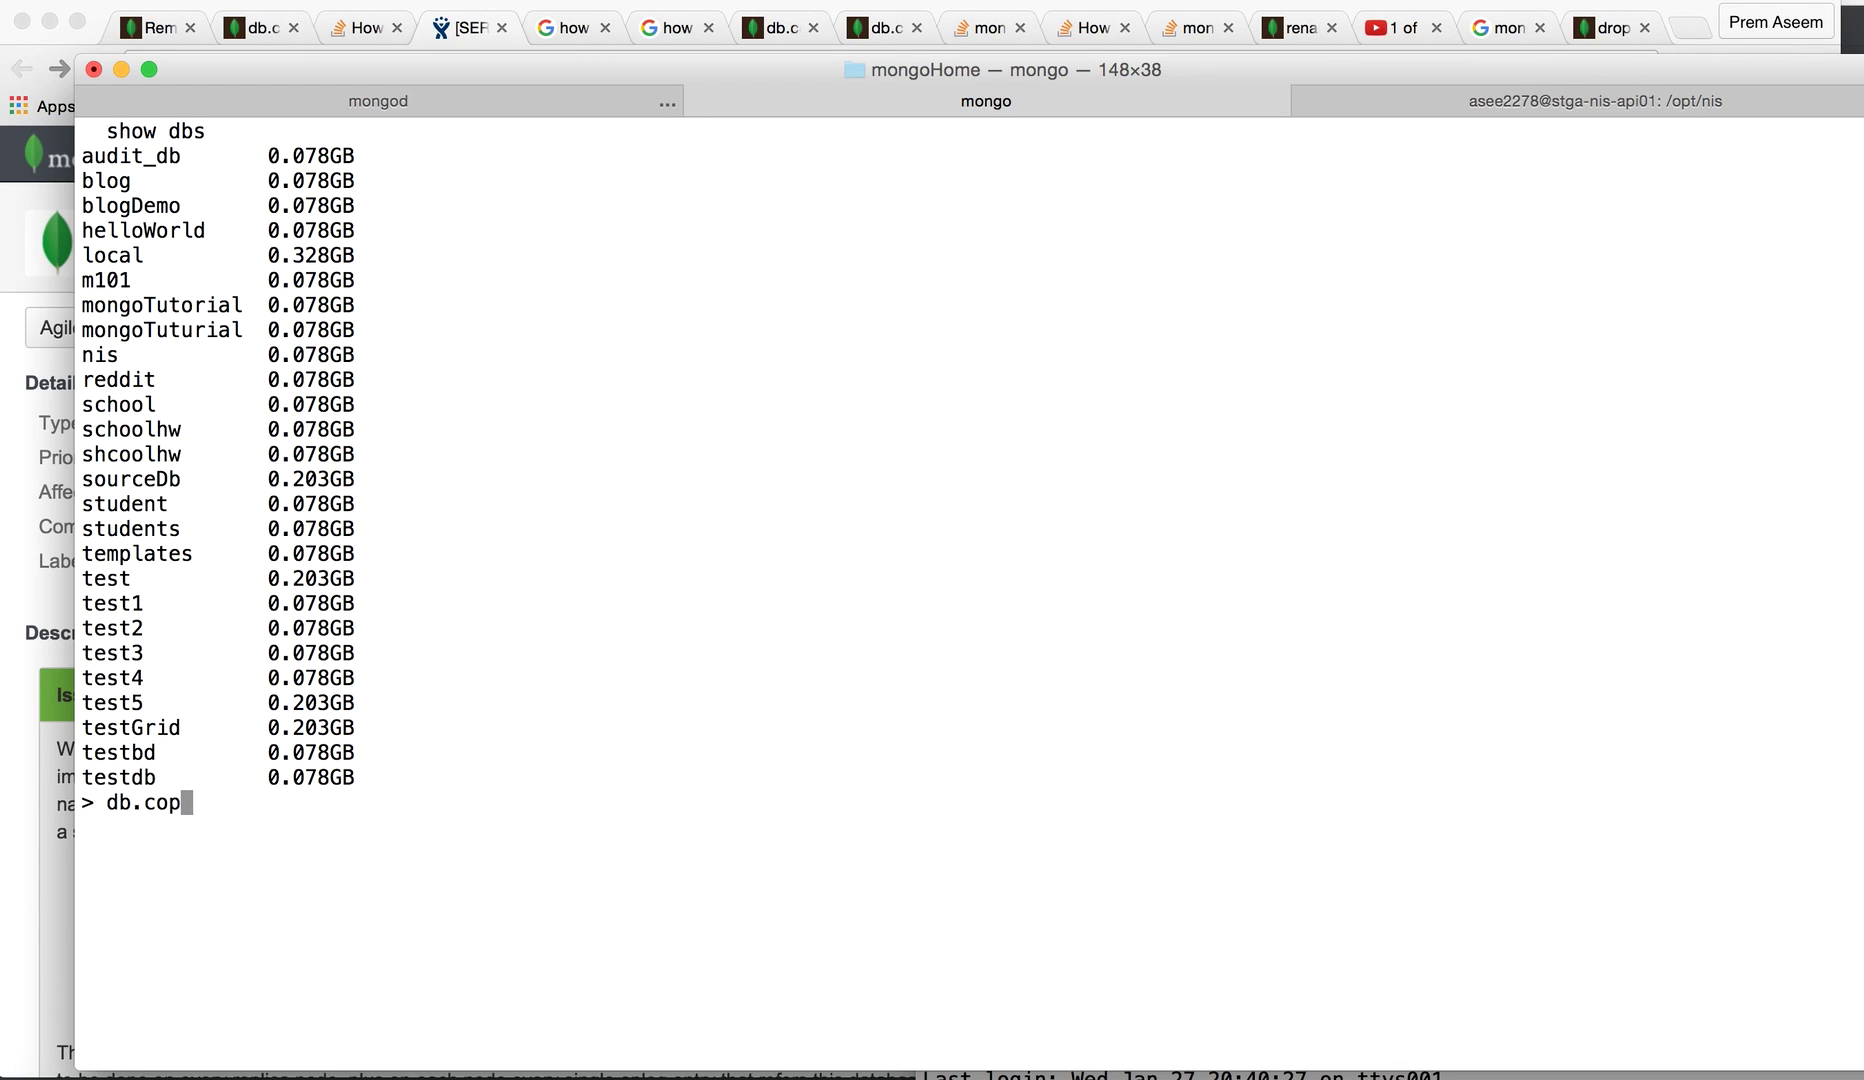 Rem
db.c
How
[SER
how
how
db.c
db.c
mon
How
mon
rena
1 of
mon
drop
Prem Aseem
mongoHome — mongo — 148×38
Apps
mongod
...
mongo
asee2278@stga-nis-api01: /opt/nis
show dbs
audit_db 0.078GB
blog 0.078GB
blogDemo 0.078GB
helloWorld 0.078GB
local 0.328GB
m101 0.078GB
mongoTutorial 0.078GB
mongoTuturial 0.078GB
nis 0.078GB
reddit 0.078GB
school 0.078GB
schoolhw 0.078GB
shcoolhw 0.078GB
sourceDb 0.203GB
student 0.078GB
students 0.078GB
templates 0.078GB
test 0.203GB
test1 0.078GB
test2 0.078GB
test3 0.078GB
test4 0.078GB
test5 0.203GB
testGrid 0.203GB
testbd 0.078GB
testdb 0.078GB
> db.cop
m
Agil
Detail
Type
Prio
Affe
Com
Labe
Descr
Is
W
im
na
a s
Th
Last login: Wed Jan 27 20:40:27 on ttys001